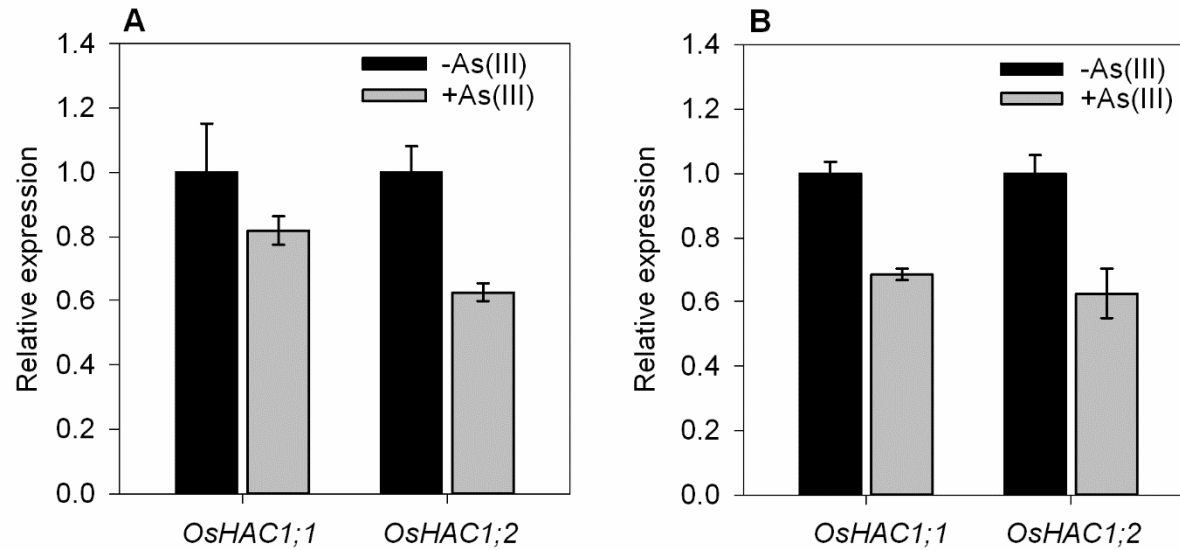 A
1.4
1.2
1.0
0.8
0.6
0.4
0.2
0.0
Relative expression
-As(III)
+As(III)
OsHAC1;1 OsHAC1;2
B
1.4
1.2
1.0
0.8
0.6
0.4
0.2
0.0
Relative expression
-As(III)
+As(III)
OsHAC1;1 OsHAC1;2